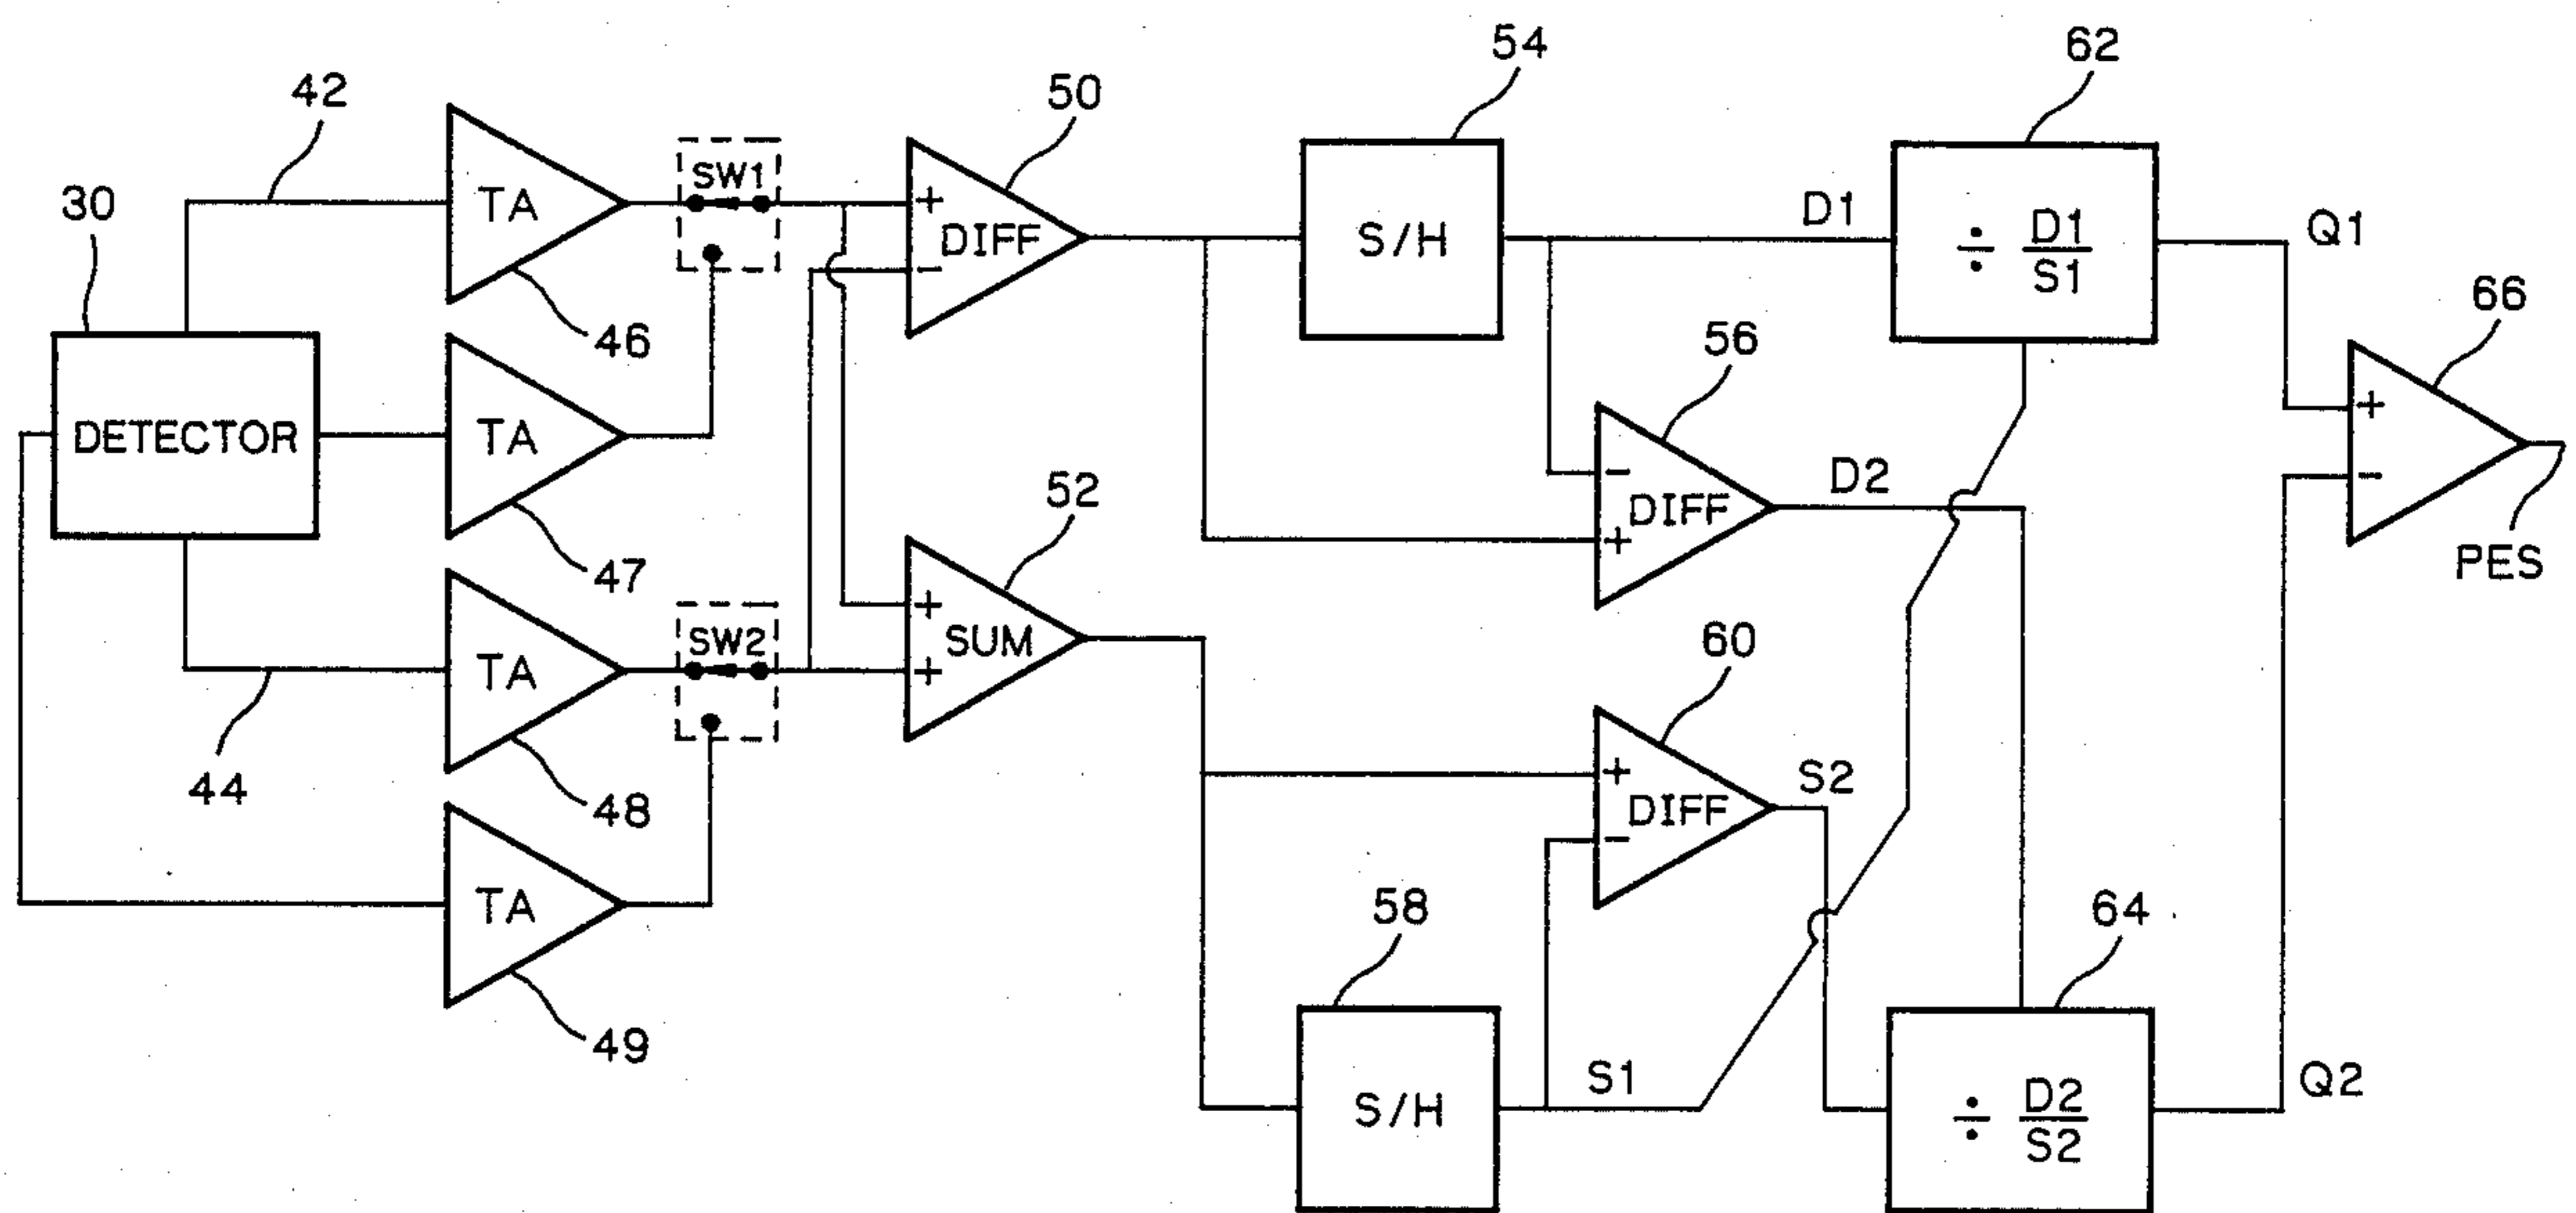 54
62
42
50
30
TA
SW1
+
DIFF
-
S/H
D1
÷ D1
S1
Q1
66
46
56
DETECTOR
TA
52
-
DIFF
+
D2
+
-
PES
47
60
TA
SW2
+
SUM
+
44
48
+
DIFF
-
S2
58
64
TA
49
S/H
S1
÷ D2
S2
Q2